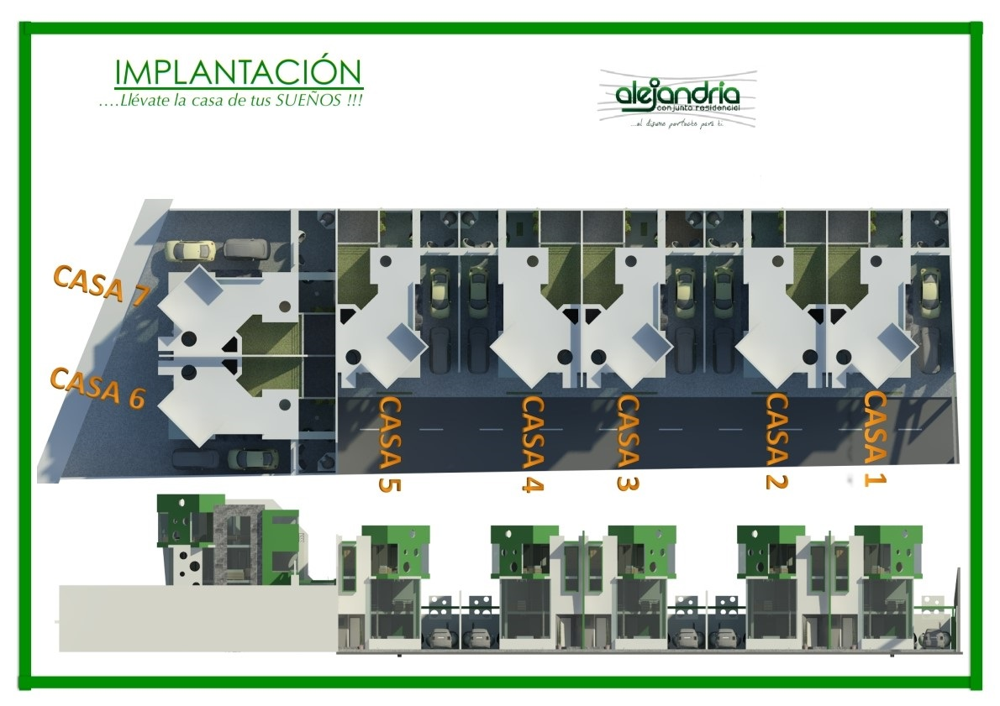 IMPLANTACIÓN
....Llévate la casa de tus SUEÑOS !!!
alejandría
conjunto residencial
...el diseño perfecto para ti.
CASA 7
CASA 6
CASA 5
CASA 4
CASA 3
CASA 2
CASA 1